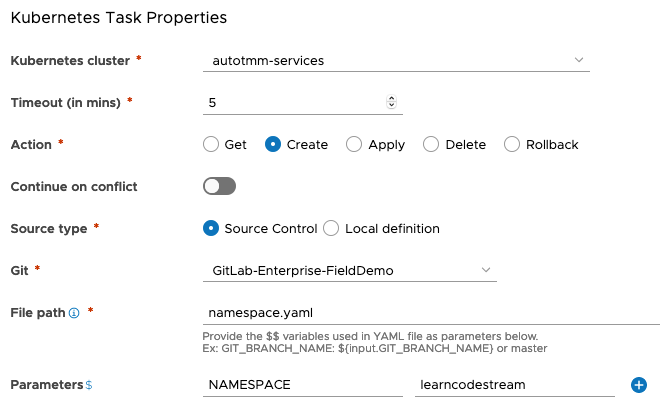 Kubernetes Task Properties
Kubernetes cluster * autotmm-services
Timeout (in mins) * 5
Action * Get Create Apply Delete Rollback
Continue on conflict
Source type * Source Control Local definition
Git * GitLab-Enterprise-FieldDemo
File path * namespace.yaml
Provide the $$ variables used in YAML file as parameters below.
Ex: GIT_BRANCH_NAME: ${input.GIT_BRANCH_NAME} or master
Parameters $ NAMESPACE learncodestream